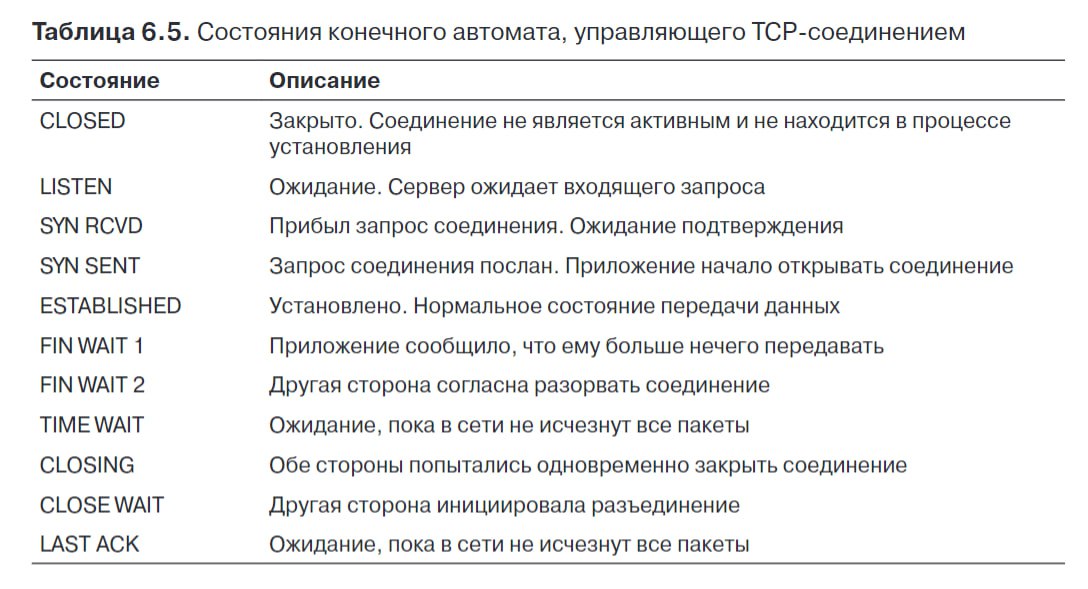 Таблица 6.5. Состояния конечного автомата, управляющего TCP-соединением
Состояние Описание
CLOSED Закрыто. Соединение не является активным и не находится в процессе
установления
LISTEN Ожидание. Сервер ожидает входящего запроса
SYN RCVD Прибыл запрос соединения. Ожидание подтверждения
SYN SENT Запрос соединения послан. Приложение начало открывать соединение
ESTABLISHED Установлено. Нормальное состояние передачи данных
FIN WAIT 1 Приложение сообщило, что ему больше нечего передавать
FIN WAIT 2 Другая сторона согласна разорвать соединение
TIME WAIT Ожидание, пока в сети не исчезнут все пакеты
CLOSING Обе стороны попытались одновременно закрыть соединение
CLOSE WAIT Другая сторона инициировала разъединение
LAST ACK Ожидание, пока в сети не исчезнут все пакеты